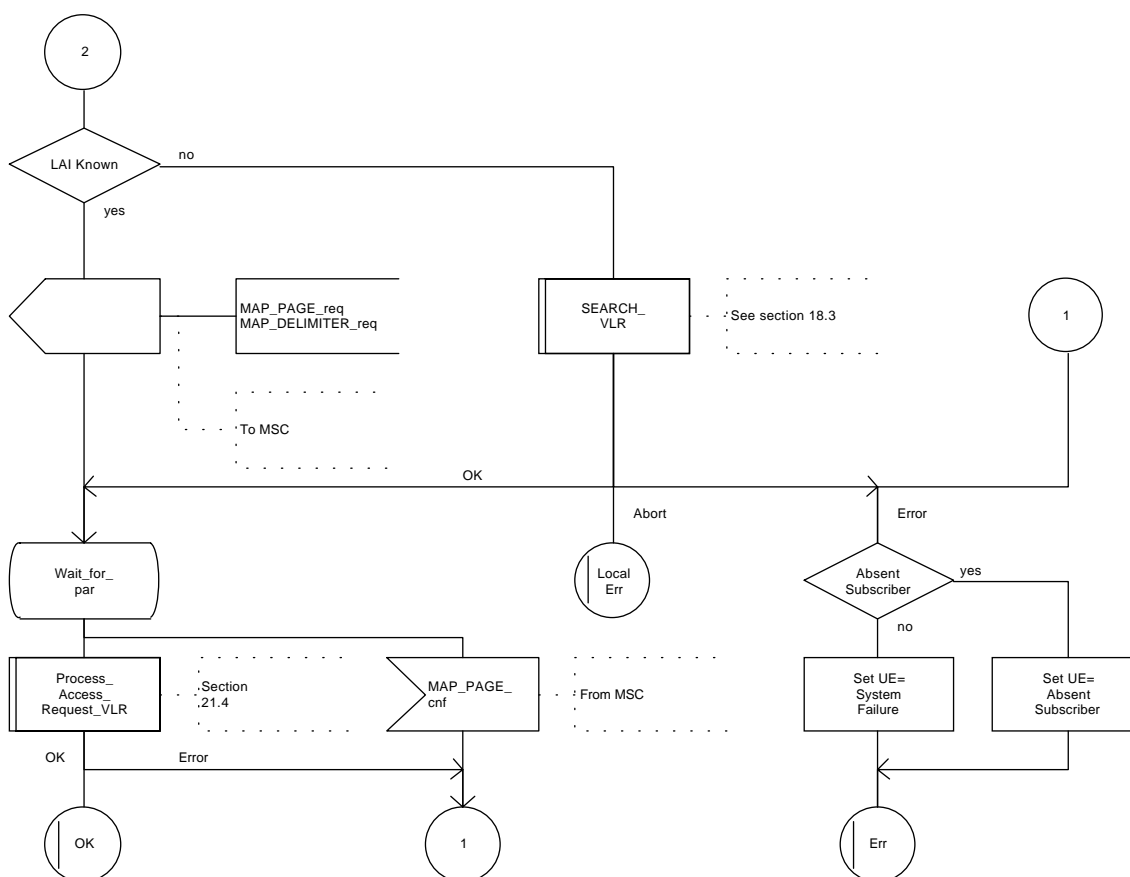 2
LAI Known
no
yes
MAP_PAGE_req
MAP_DELIMITER_req
SEARCH_
VLR
See section 18.3
1
To MSC
OK
Abort
Error
Wait_for_
par
Local
Err
Absent
Subscriber
yes
no
Process_
Access_
Request_VLR
Section
21.4
MAP_PAGE_
cnf
From MSC
Set UE=
System
Failure
Set UE=
Absent
Subscriber
OK
Error
OK
1
Err